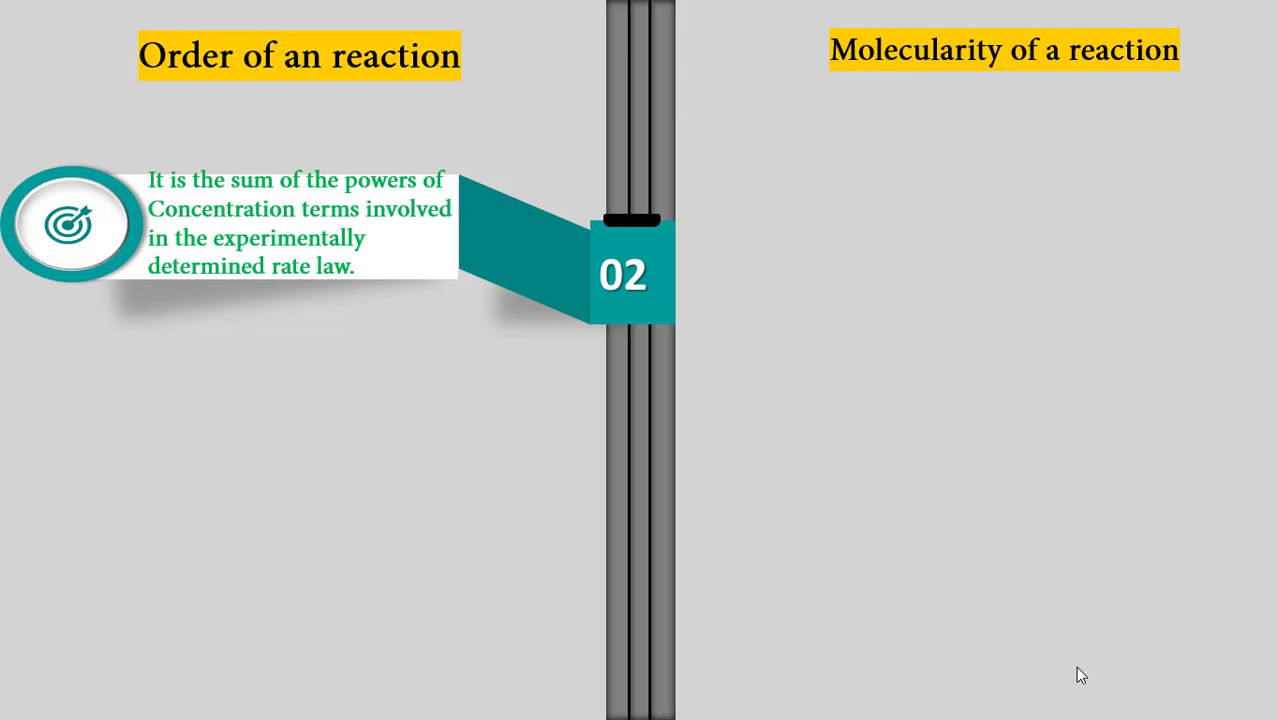 Order of an reaction
Molecularity of a reaction
It is the sum of the powers of
Concentration terms involved
in the experimentally
determined rate law.
02